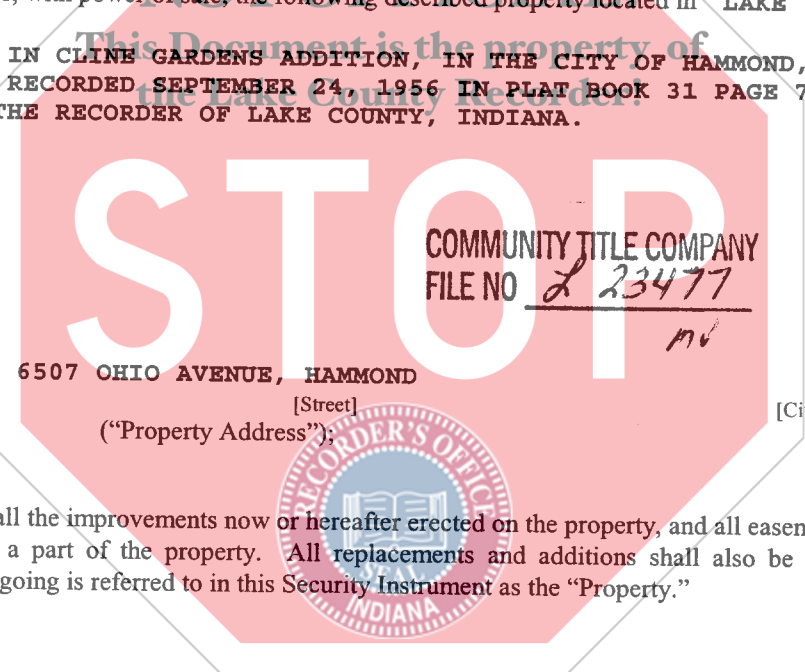 , with power of sale, the following described property located in LAKE
This Document is the property of
IN CLINE GARDENS ADDITION, IN THE CITY OF HAMMOND,
RECORDED SEPTEMBER 24, 1956 IN PLAT BOOK 31 PAGE 7
the Lake County Recorder!
THE RECORDER OF LAKE COUNTY, INDIANA.
STOP
COMMUNITY TITLE COMPANY
FILE NO L 23477
mv
6507 OHIO AVENUE, HAMMOND
[Street]
[Ci
("Property Address");
RECORDER'S OFFICE
all the improvements now or hereafter erected on the property, and all easem
a part of the property. All replacements and additions shall also be
going is referred to in this Security Instrument as the "Property."
SEAL
INDIANA